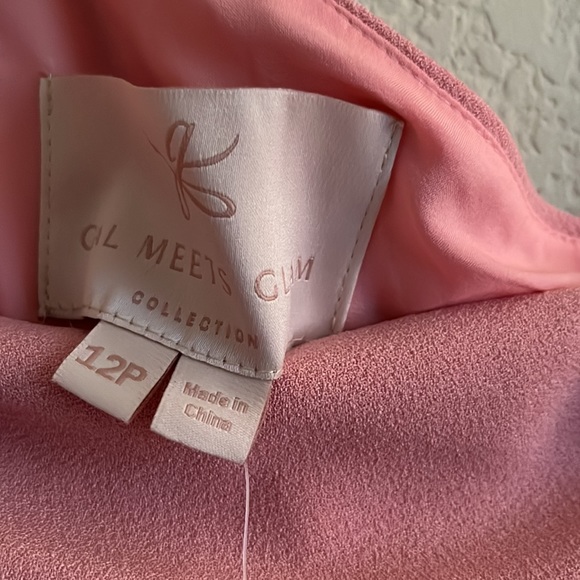 GAL MEETS GLAM
COLLECTION
12P
Made in
China